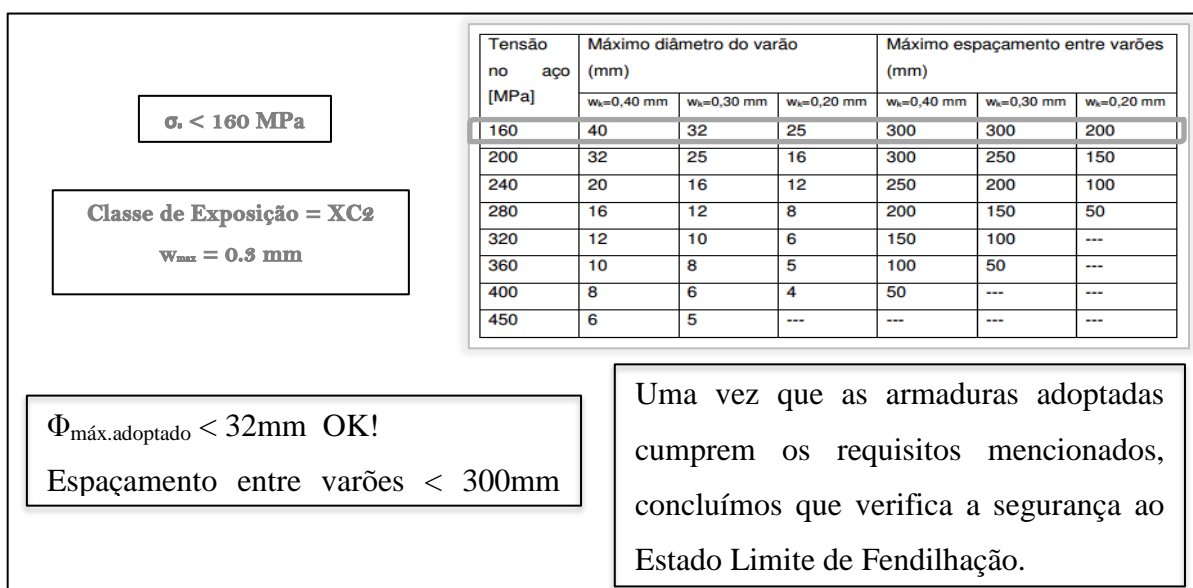 σₛ < 160 MPa
Classe de Exposição = XC2
wₘₐₓ = 0.3 mm
Tensão no aço [MPa] Máximo diâmetro do varão (mm) Máximo espaçamento entre varões (mm)
wₖ=0,40 mm wₖ=0,30 mm wₖ=0,20 mm wₖ=0,40 mm wₖ=0,30 mm wₖ=0,20 mm
160 40 32 25 300 300 200
200 32 25 16 300 250 150
240 20 16 12 250 200 100
280 16 12 8 200 150 50
320 12 10 6 150 100 ---
360 10 8 5 100 50 ---
400 8 6 4 50 --- ---
450 6 5 --- --- --- ---
Φmáx.adoptado < 32mm OK!
Espaçamento entre varões < 300mm
Uma vez que as armaduras adoptadas
cumprem os requisitos mencionados,
concluímos que verifica a segurança ao
Estado Limite de Fendilhação.